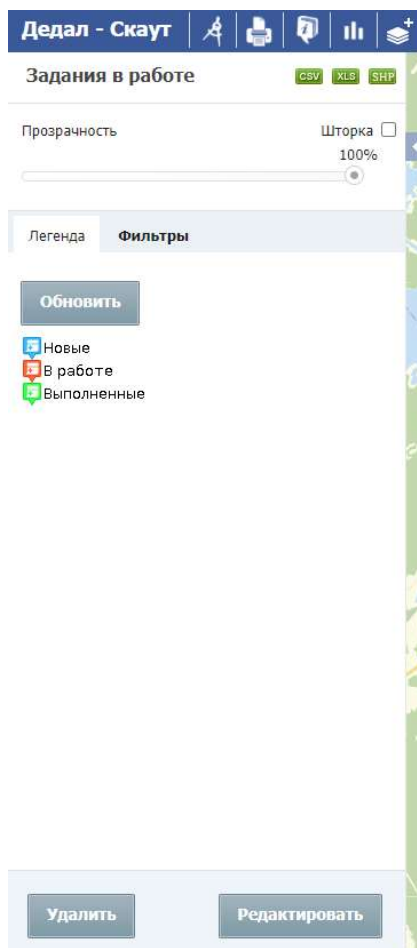 Дедал - Скаут
Задания в работе CSV XLS SHP
Прозрачность Шторка
100%
Легенда Фильтры
Обновить
Новые
В работе
Выполненные
Удалить Редактировать